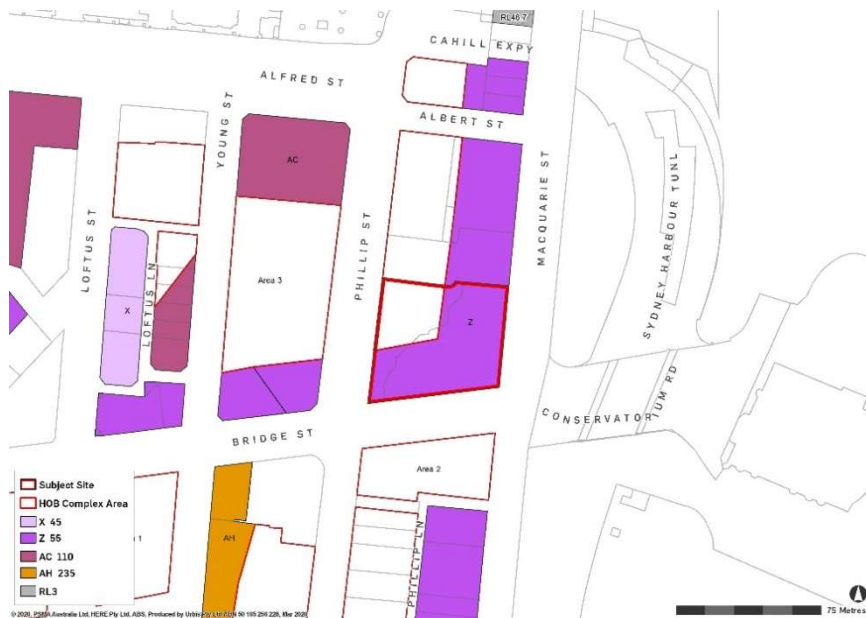 RL46.7
CAHILL EXPY
ALFRED ST
ALBERT ST
YOUNG ST
AC
MACQUARIE ST
LOFTUS ST
PHILLIP ST
SYDNEY HARBOUR TUNL
Area 3
X
LOFTUS LN
Z
CONSERVATORIUM RD
BRIDGE ST
Area 2
AH
PHILLIP LN
Subject Site
HOB Complex Area
X 45
Z 55
AC 110
AH 235
RL3
75 Metres